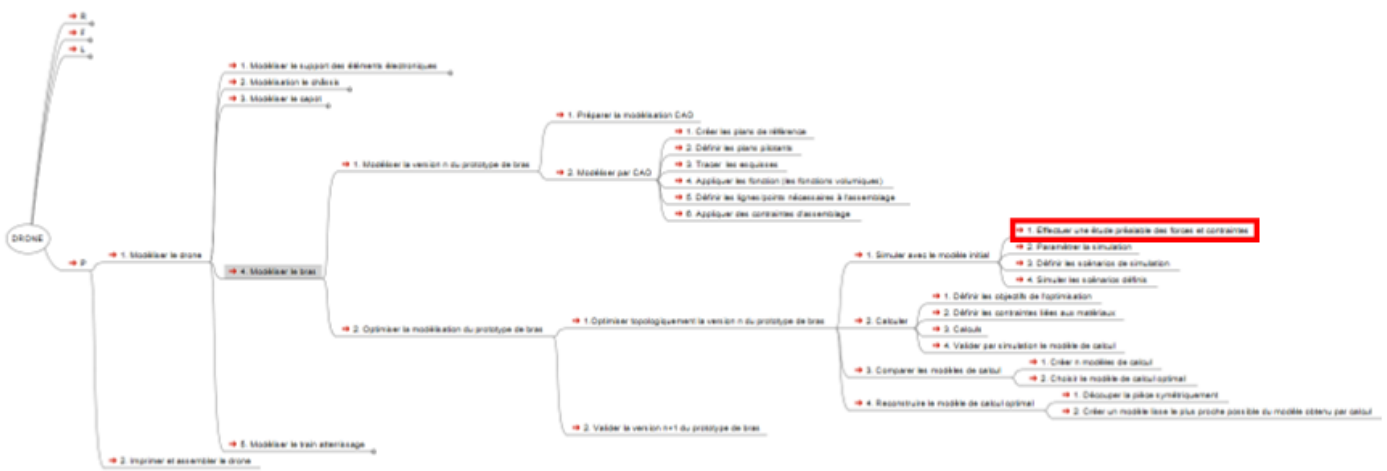 R
F
L
1. Modéliser le support des éléments électroniques
2. Modélisation le châssis
3. Modéliser le capot
1. Préparer la modélisation CAO
1. Créer les plans de référence
2. Définir les plans pilotants
3. Tracer les esquisses
1. Modéliser la version n du prototype de bras
2. Modéliser par CAO
4. Appliquer les fonction (les fonctions volumiques)
5. Définir les lignes/points nécessaires à l'assemblage
6. Appliquer des contraintes d'assemblage
1. Effectuer une étude préalable des forces et contraintes
DRONE
P
1. Modéliser le drone
4. Modéliser le bras
1. Simuler avec le modèle initial
2. Paramétrer la simulation
3. Définir les scénarios de simulation
4. Simuler les scénarios définis
1. Définir les objectifs de l'optimisation
2. Optimiser la modélisation du prototype de bras
1.Optimiser topologiquement la version n du prototype de bras
2. Calculer
2. Définir les contraintes liées aux matériaux
3. Calculs
4. Valider par simulation le modèle de calcul
3. Comparer les modèles de calcul
1. Créer n modèles de calcul
2. Choisir le modèle de calcul optimal
4. Reconstruire le modèle de calcul optimal
1. Découper la pièce symétriquement
2. Créer un modèle lisse le plus proche possible du modèle obtenu par calcul
2. Valider la version n+1 du prototype de bras
5. Modéliser le train atterrissage
2. Imprimer et assembler le drone